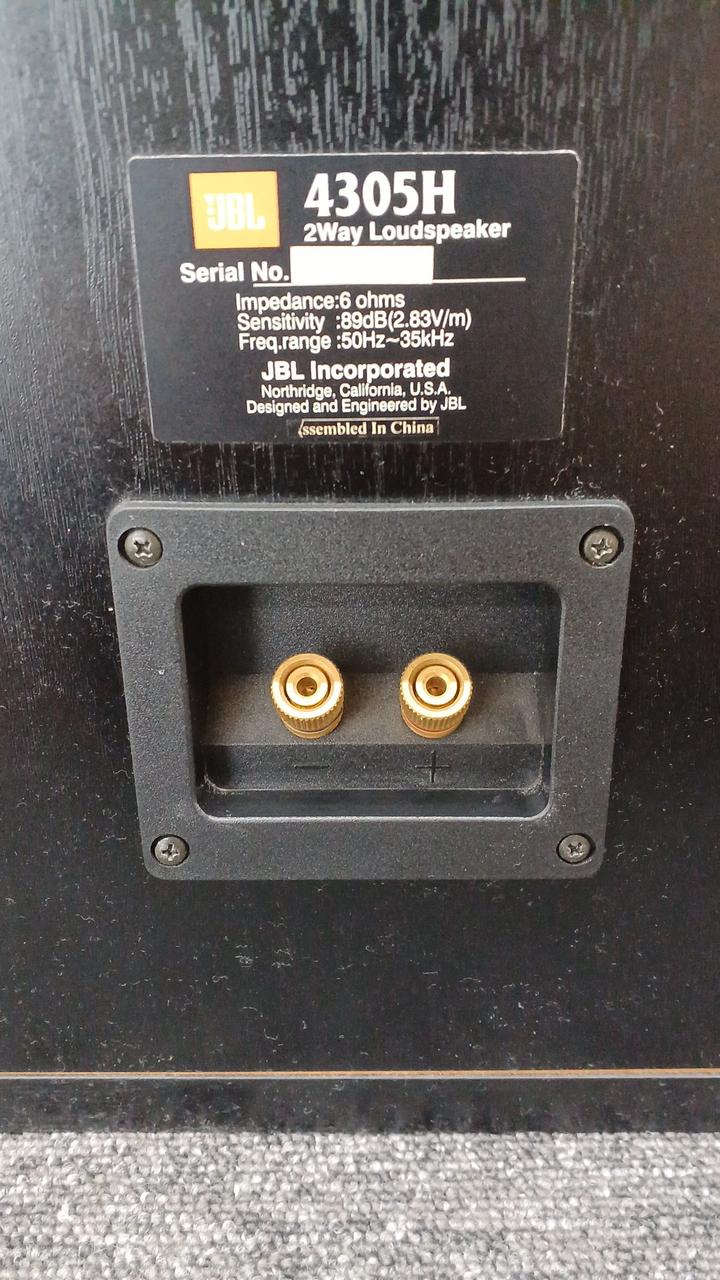 JBL
4305H
2Way Loudspeaker
Serial No.
Impedance:6 ohms
Sensitivity :89dB(2.83V/m)
Freq.range :50Hz~35kHz
JBL Incorporated
Northridge, California, U.S.A.
Designed and Engineered by JBL
ssembled In China
− +